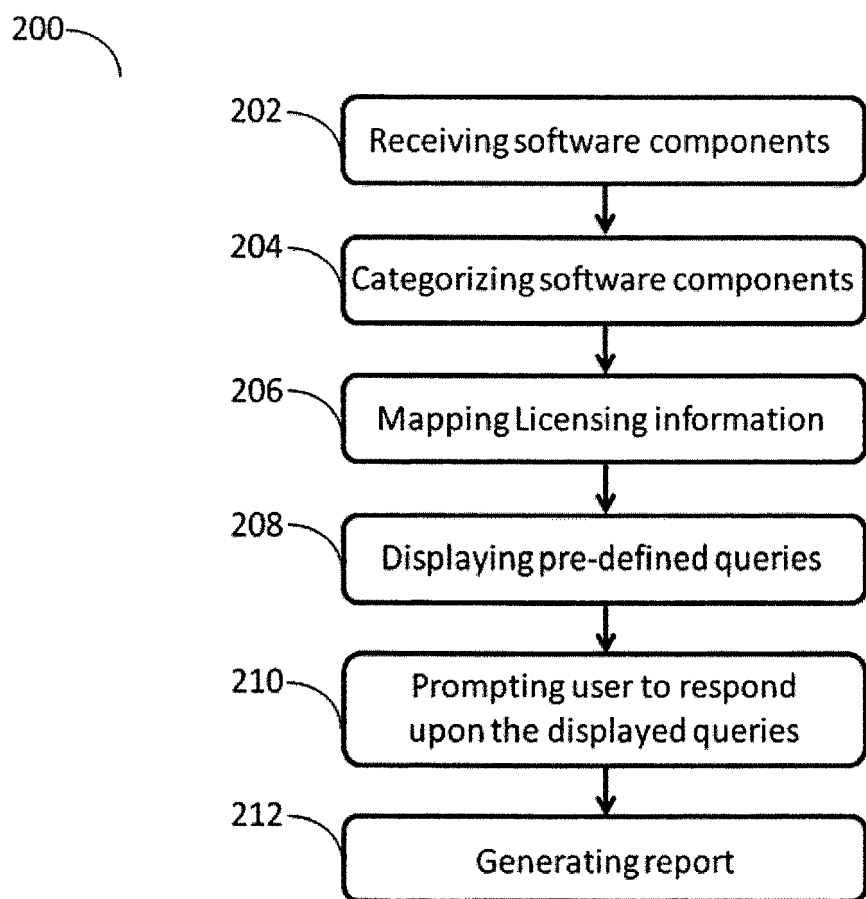 200
202
Receiving software components
204
Categorizing software components
206
Mapping Licensing information
208
Displaying pre-defined queries
210
Prompting user to respond
upon the displayed queries
212
Generating report